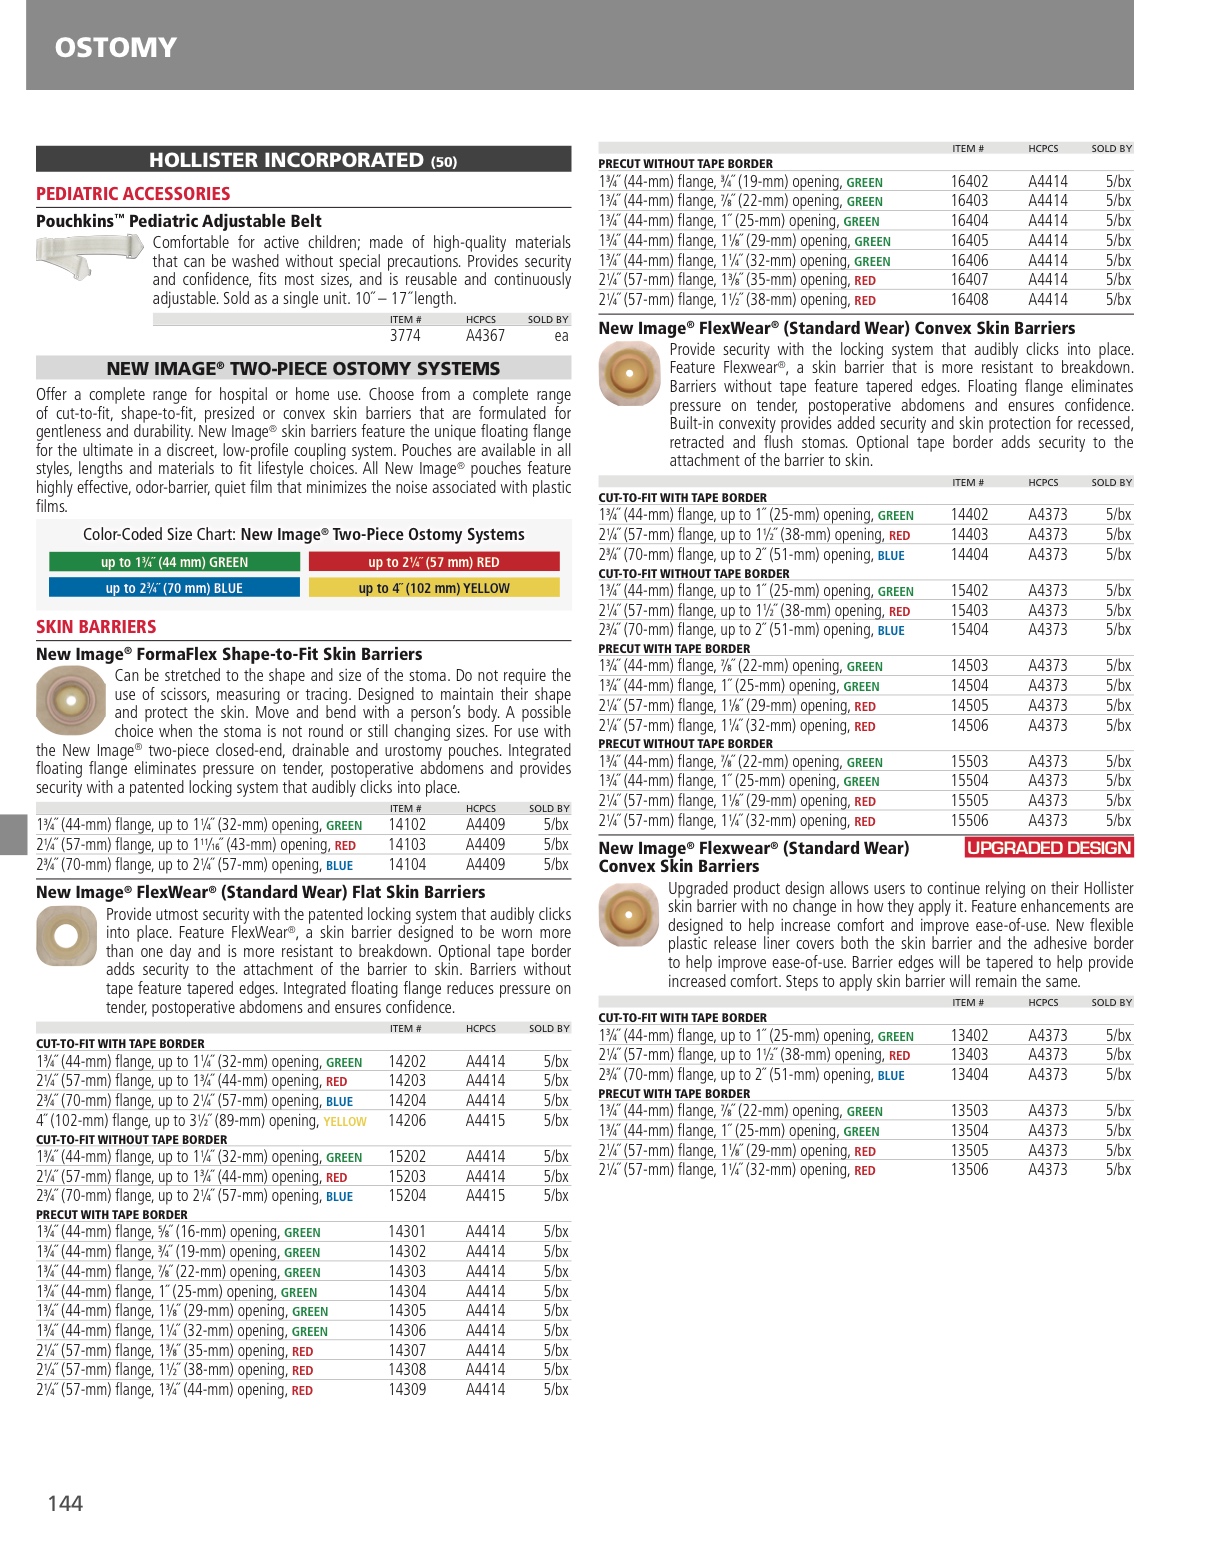 OSTOMY
HOLLISTER INCORPORATED (50)
PEDIATRIC ACCESSORIES
Pouchkins™ Pediatric Adjustable Belt
Comfortable for active children; made of high-quality materials
that can be washed without special precautions. Provides security
and confidence, fits most sizes, and is reusable and continuously
adjustable. Sold as a single unit. 10˝ – 17˝ length.
ITEM # HCPCS SOLD BY
3774 A4367 ea
NEW IMAGE® TWO-PIECE OSTOMY SYSTEMS
Offer a complete range for hospital or home use. Choose from a complete range
of cut-to-fit, shape-to-fit, presized or convex skin barriers that are formulated for
gentleness and durability. New Image® skin barriers feature the unique floating flange
for the ultimate in a discreet, low-profile coupling system. Pouches are available in all
styles, lengths and materials to fit lifestyle choices. All New Image® pouches feature
highly effective, odor-barrier, quiet film that minimizes the noise associated with plastic
films.
Color-Coded Size Chart: New Image® Two-Piece Ostomy Systems
up to 1¾˝ (44 mm) GREEN up to 2¼˝ (57 mm) RED
up to 2¾˝ (70 mm) BLUE up to 4˝ (102 mm) YELLOW
SKIN BARRIERS
New Image® FormaFlex Shape-to-Fit Skin Barriers
Can be stretched to the shape and size of the stoma. Do not require the
use of scissors, measuring or tracing. Designed to maintain their shape
and protect the skin. Move and bend with a person's body. A possible
choice when the stoma is not round or still changing sizes. For use with
the New Image® two-piece closed-end, drainable and urostomy pouches. Integrated
floating flange eliminates pressure on tender, postoperative abdomens and provides
security with a patented locking system that audibly clicks into place.
ITEM # HCPCS SOLD BY
1¾˝ (44-mm) flange, up to 1¼˝ (32-mm) opening, GREEN 14102 A4409 5/bx
2¼˝ (57-mm) flange, up to 1¹¹⁄₁₆˝ (43-mm) opening, RED 14103 A4409 5/bx
2¾˝ (70-mm) flange, up to 2¼˝ (57-mm) opening, BLUE 14104 A4409 5/bx
New Image® FlexWear® (Standard Wear) Flat Skin Barriers
Provide utmost security with the patented locking system that audibly clicks
into place. Feature FlexWear®, a skin barrier designed to be worn more
than one day and is more resistant to breakdown. Optional tape border
adds security to the attachment of the barrier to skin. Barriers without
tape feature tapered edges. Integrated floating flange reduces pressure on
tender, postoperative abdomens and ensures confidence.
ITEM # HCPCS SOLD BY
CUT-TO-FIT WITH TAPE BORDER
1¾˝ (44-mm) flange, up to 1¼˝ (32-mm) opening, GREEN 14202 A4414 5/bx
2¼˝ (57-mm) flange, up to 1¾˝ (44-mm) opening, RED 14203 A4414 5/bx
2¾˝ (70-mm) flange, up to 2¼˝ (57-mm) opening, BLUE 14204 A4414 5/bx
4˝ (102-mm) flange, up to 3½˝ (89-mm) opening, YELLOW 14206 A4415 5/bx
CUT-TO-FIT WITHOUT TAPE BORDER
1¾˝ (44-mm) flange, up to 1¼˝ (32-mm) opening, GREEN 15202 A4414 5/bx
2¼˝ (57-mm) flange, up to 1¾˝ (44-mm) opening, RED 15203 A4414 5/bx
2¾˝ (70-mm) flange, up to 2¼˝ (57-mm) opening, BLUE 15204 A4415 5/bx
PRECUT WITH TAPE BORDER
1¾˝ (44-mm) flange, ⅝˝ (16-mm) opening, GREEN 14301 A4414 5/bx
1¾˝ (44-mm) flange, ¾˝ (19-mm) opening, GREEN 14302 A4414 5/bx
1¾˝ (44-mm) flange, ⅞˝ (22-mm) opening, GREEN 14303 A4414 5/bx
1¾˝ (44-mm) flange, 1˝ (25-mm) opening, GREEN 14304 A4414 5/bx
1¾˝ (44-mm) flange, 1⅛˝ (29-mm) opening, GREEN 14305 A4414 5/bx
1¾˝ (44-mm) flange, 1¼˝ (32-mm) opening, GREEN 14306 A4414 5/bx
2¼˝ (57-mm) flange, 1⅜˝ (35-mm) opening, RED 14307 A4414 5/bx
2¼˝ (57-mm) flange, 1½˝ (38-mm) opening, RED 14308 A4414 5/bx
2¼˝ (57-mm) flange, 1¾˝ (44-mm) opening, RED 14309 A4414 5/bx
ITEM # HCPCS SOLD BY
PRECUT WITHOUT TAPE BORDER
1¾˝ (44-mm) flange, ¾˝ (19-mm) opening, GREEN 16402 A4414 5/bx
1¾˝ (44-mm) flange, ⅞˝ (22-mm) opening, GREEN 16403 A4414 5/bx
1¾˝ (44-mm) flange, 1˝ (25-mm) opening, GREEN 16404 A4414 5/bx
1¾˝ (44-mm) flange, 1⅛˝ (29-mm) opening, GREEN 16405 A4414 5/bx
1¾˝ (44-mm) flange, 1¼˝ (32-mm) opening, GREEN 16406 A4414 5/bx
2¼˝ (57-mm) flange, 1⅜˝ (35-mm) opening, RED 16407 A4414 5/bx
2¼˝ (57-mm) flange, 1½˝ (38-mm) opening, RED 16408 A4414 5/bx
New Image® FlexWear® (Standard Wear) Convex Skin Barriers
Provide security with the locking system that audibly clicks into place.
Feature Flexwear®, a skin barrier that is more resistant to breakdown.
Barriers without tape feature tapered edges. Floating flange eliminates
pressure on tender, postoperative abdomens and ensures confidence.
Built-in convexity provides added security and skin protection for recessed,
retracted and flush stomas. Optional tape border adds security to the
attachment of the barrier to skin.
ITEM # HCPCS SOLD BY
CUT-TO-FIT WITH TAPE BORDER
1¾˝ (44-mm) flange, up to 1˝ (25-mm) opening, GREEN 14402 A4373 5/bx
2¼˝ (57-mm) flange, up to 1½˝ (38-mm) opening, RED 14403 A4373 5/bx
2¾˝ (70-mm) flange, up to 2˝ (51-mm) opening, BLUE 14404 A4373 5/bx
CUT-TO-FIT WITHOUT TAPE BORDER
1¾˝ (44-mm) flange, up to 1˝ (25-mm) opening, GREEN 15402 A4373 5/bx
2¼˝ (57-mm) flange, up to 1½˝ (38-mm) opening, RED 15403 A4373 5/bx
2¾˝ (70-mm) flange, up to 2˝ (51-mm) opening, BLUE 15404 A4373 5/bx
PRECUT WITH TAPE BORDER
1¾˝ (44-mm) flange, ⅞˝ (22-mm) opening, GREEN 14503 A4373 5/bx
1¾˝ (44-mm) flange, 1˝ (25-mm) opening, GREEN 14504 A4373 5/bx
2¼˝ (57-mm) flange, 1⅛˝ (29-mm) opening, RED 14505 A4373 5/bx
2¼˝ (57-mm) flange, 1¼˝ (32-mm) opening, RED 14506 A4373 5/bx
PRECUT WITHOUT TAPE BORDER
1¾˝ (44-mm) flange, ⅞˝ (22-mm) opening, GREEN 15503 A4373 5/bx
1¾˝ (44-mm) flange, 1˝ (25-mm) opening, GREEN 15504 A4373 5/bx
2¼˝ (57-mm) flange, 1⅛˝ (29-mm) opening, RED 15505 A4373 5/bx
2¼˝ (57-mm) flange, 1¼˝ (32-mm) opening, RED 15506 A4373 5/bx
New Image® Flexwear® (Standard Wear) UPGRADED DESIGN
Convex Skin Barriers
Upgraded product design allows users to continue relying on their Hollister
skin barrier with no change in how they apply it. Feature enhancements are
designed to help increase comfort and improve ease-of-use. New flexible
plastic release liner covers both the skin barrier and the adhesive border
to help improve ease-of-use. Barrier edges will be tapered to help provide
increased comfort. Steps to apply skin barrier will remain the same.
ITEM # HCPCS SOLD BY
CUT-TO-FIT WITH TAPE BORDER
1¾˝ (44-mm) flange, up to 1˝ (25-mm) opening, GREEN 13402 A4373 5/bx
2¼˝ (57-mm) flange, up to 1½˝ (38-mm) opening, RED 13403 A4373 5/bx
2¾˝ (70-mm) flange, up to 2˝ (51-mm) opening, BLUE 13404 A4373 5/bx
PRECUT WITH TAPE BORDER
1¾˝ (44-mm) flange, ⅞˝ (22-mm) opening, GREEN 13503 A4373 5/bx
1¾˝ (44-mm) flange, 1˝ (25-mm) opening, GREEN 13504 A4373 5/bx
2¼˝ (57-mm) flange, 1⅛˝ (29-mm) opening, RED 13505 A4373 5/bx
2¼˝ (57-mm) flange, 1¼˝ (32-mm) opening, RED 13506 A4373 5/bx
144